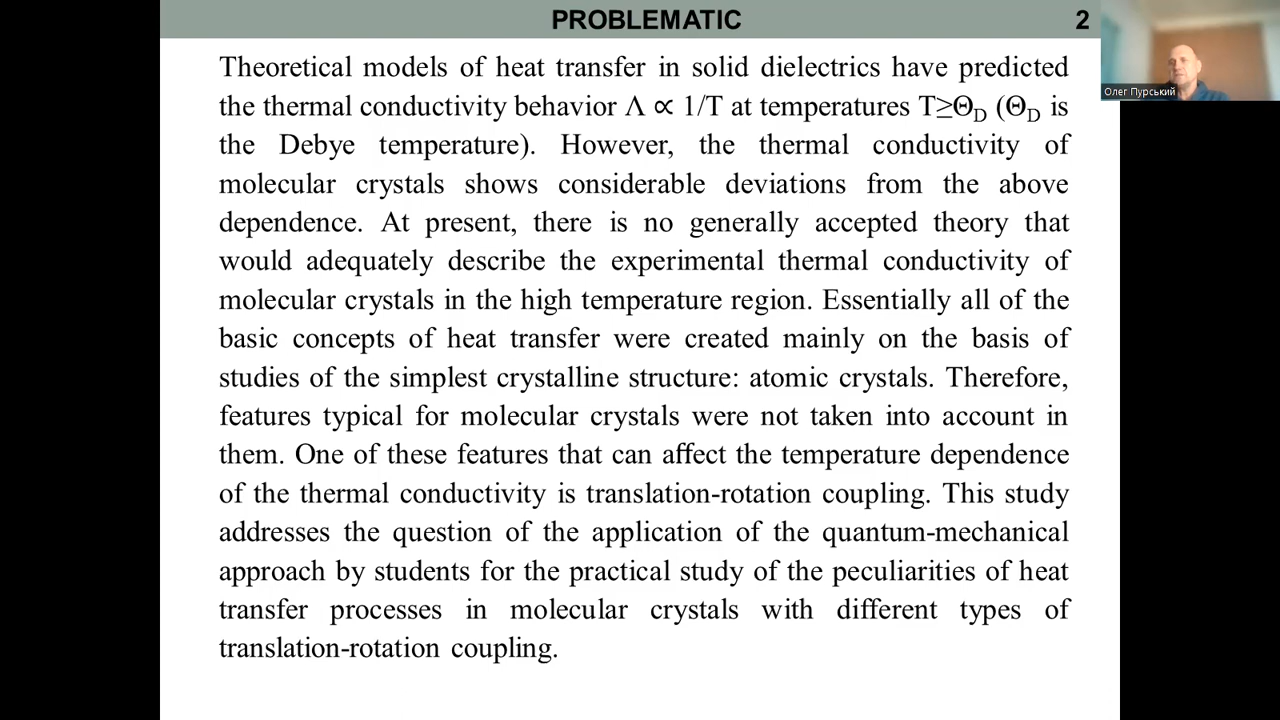 PROBLEMATIC
2
Олег Пурський
Theoretical models of heat transfer in solid dielectrics have predicted
the thermal conductivity behavior Λ ∝ 1/T at temperatures T≥Θ_D (Θ_D is
the Debye temperature). However, the thermal conductivity of
molecular crystals shows considerable deviations from the above
dependence. At present, there is no generally accepted theory that
would adequately describe the experimental thermal conductivity of
molecular crystals in the high temperature region. Essentially all of the
basic concepts of heat transfer were created mainly on the basis of
studies of the simplest crystalline structure: atomic crystals. Therefore,
features typical for molecular crystals were not taken into account in
them. One of these features that can affect the temperature dependence
of the thermal conductivity is translation-rotation coupling. This study
addresses the question of the application of the quantum-mechanical
approach by students for the practical study of the peculiarities of heat
transfer processes in molecular crystals with different types of
translation-rotation coupling.